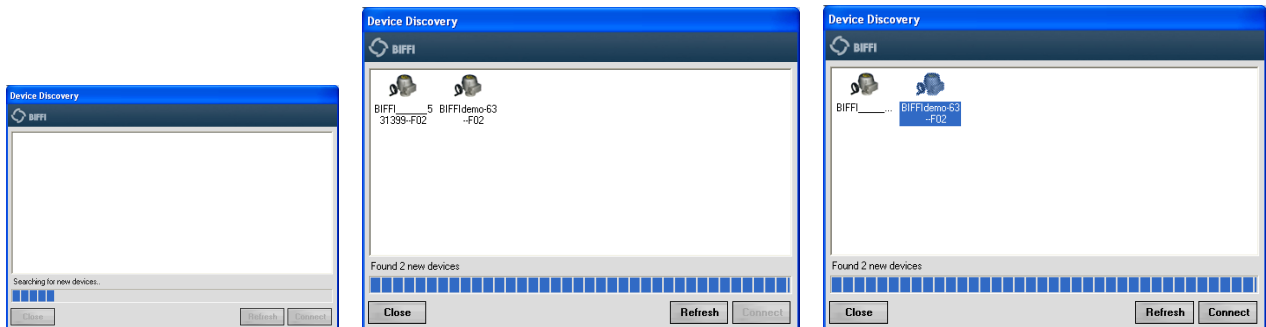 Device Discovery
BIFFI
Searching for new devices..
Close Refresh Connect
Device Discovery
BIFFI
BIFFI_____5 BIFFIdemo-63
31399--F02 --F02
Found 2 new devices
Close Refresh Connect
Device Discovery
BIFFI
BIFFI_____... BIFFIdemo-63
--F02
Found 2 new devices
Close Refresh Connect